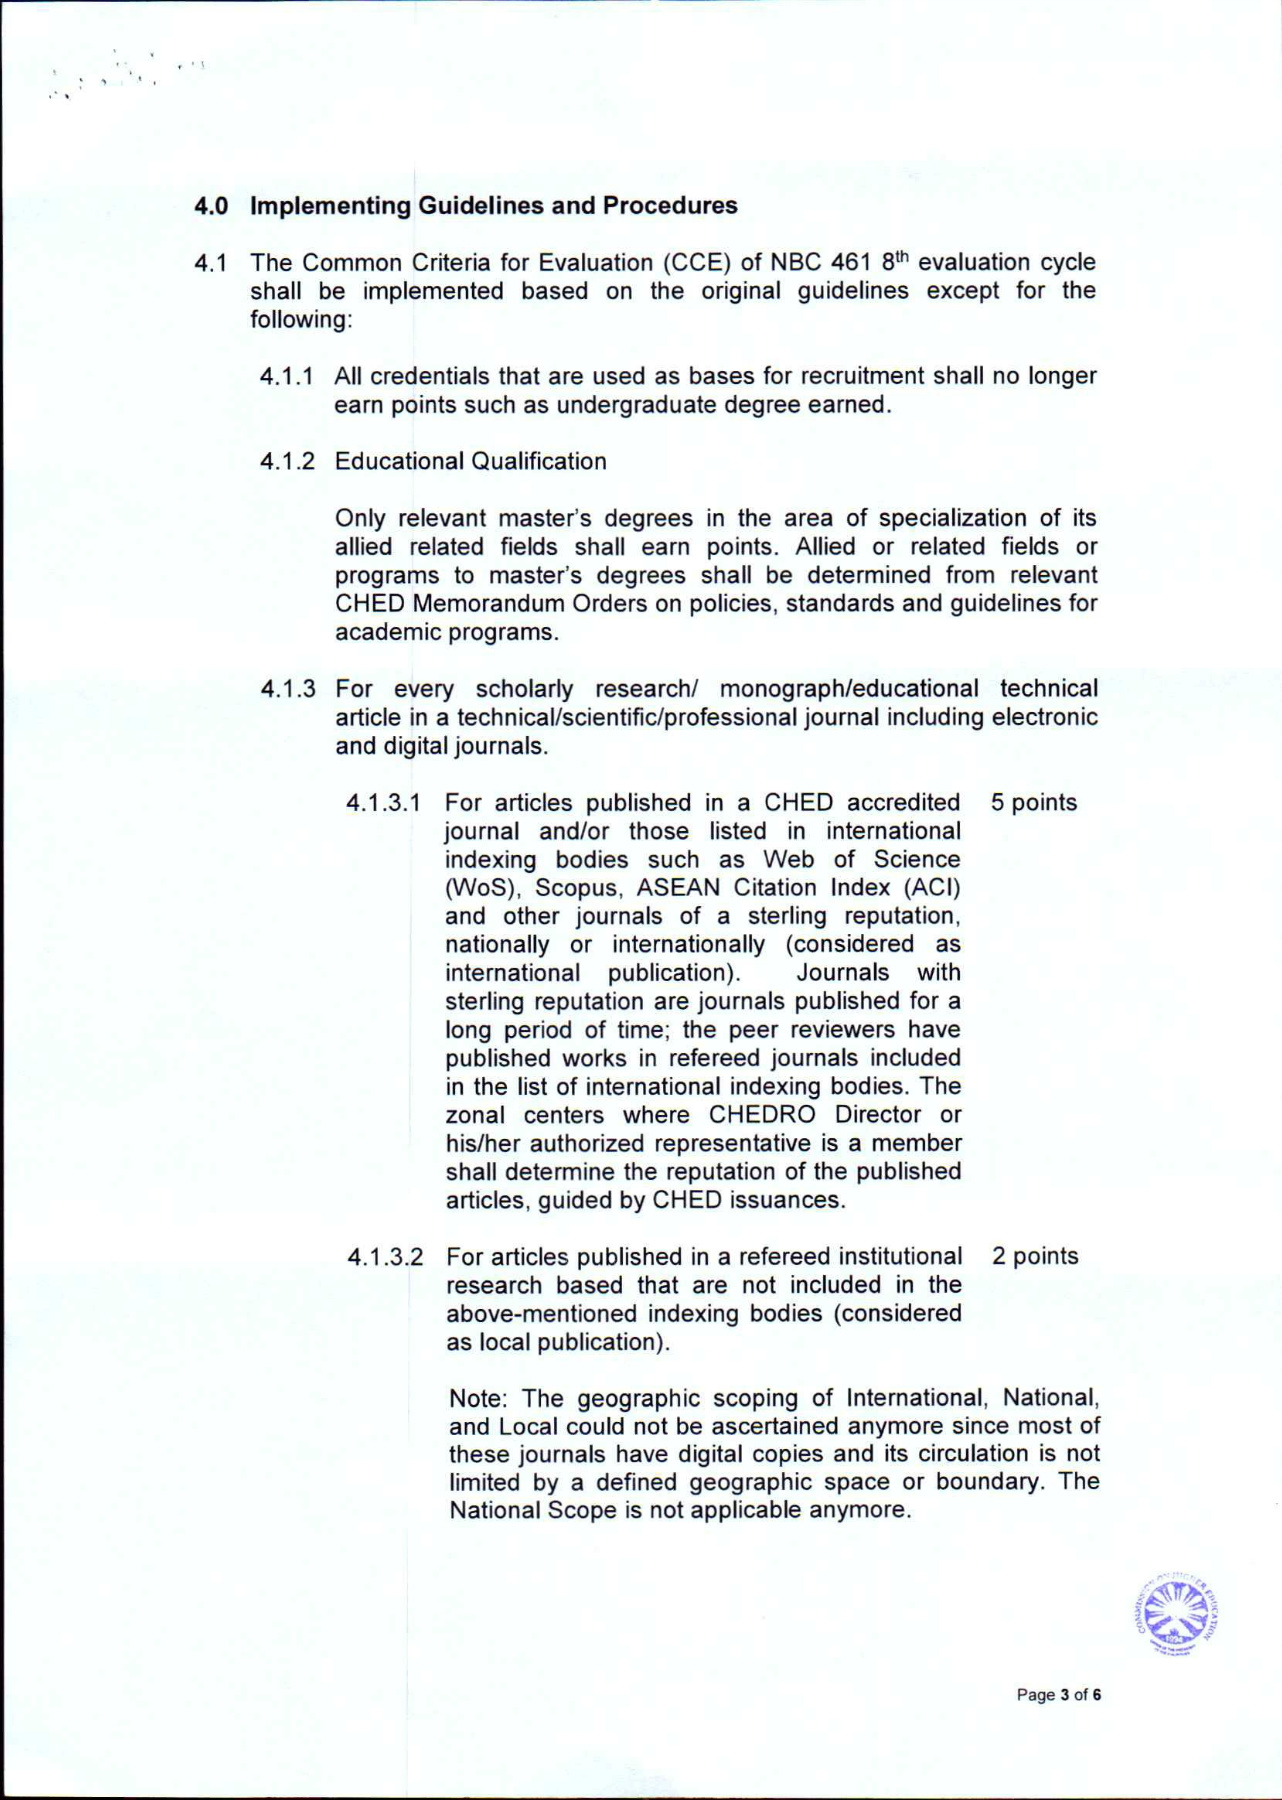 4.0 Implementing Guidelines and Procedures
4.1 The Common Criteria for Evaluation (CCE) of NBC 461 8th evaluation cycle
shall be implemented based on the original guidelines except for the
following:
4.1.1 All credentials that are used as bases for recruitment shall no longer
earn points such as undergraduate degree earned.
4.1.2 Educational Qualification
Only relevant master's degrees in the area of specialization of its
allied related fields shall earn points. Allied or related fields or
programs to master's degrees shall be determined from relevant
CHED Memorandum Orders on policies, standards and guidelines for
academic programs.
4.1.3 For every scholarly research/ monograph/educational technical
article in a technical/scientific/professional journal including electronic
and digital journals.
4.1.3.1 For articles published in a CHED accredited 5 points
journal and/or those listed in international
indexing bodies such as Web of Science
(WoS), Scopus, ASEAN Citation Index (ACI)
and other journals of a sterling reputation,
nationally or internationally (considered as
international publication). Journals with
sterling reputation are journals published for a
long period of time; the peer reviewers have
published works in refereed journals included
in the list of international indexing bodies. The
zonal centers where CHEDRO Director or
his/her authorized representative is a member
shall determine the reputation of the published
articles, guided by CHED issuances.
4.1.3.2 For articles published in a refereed institutional 2 points
research based that are not included in the
above-mentioned indexing bodies (considered
as local publication).
Note: The geographic scoping of International, National,
and Local could not be ascertained anymore since most of
these journals have digital copies and its circulation is not
limited by a defined geographic space or boundary. The
National Scope is not applicable anymore.
COMMISSION ON HIGHER EDUCATION
1994
Page 3 of 6